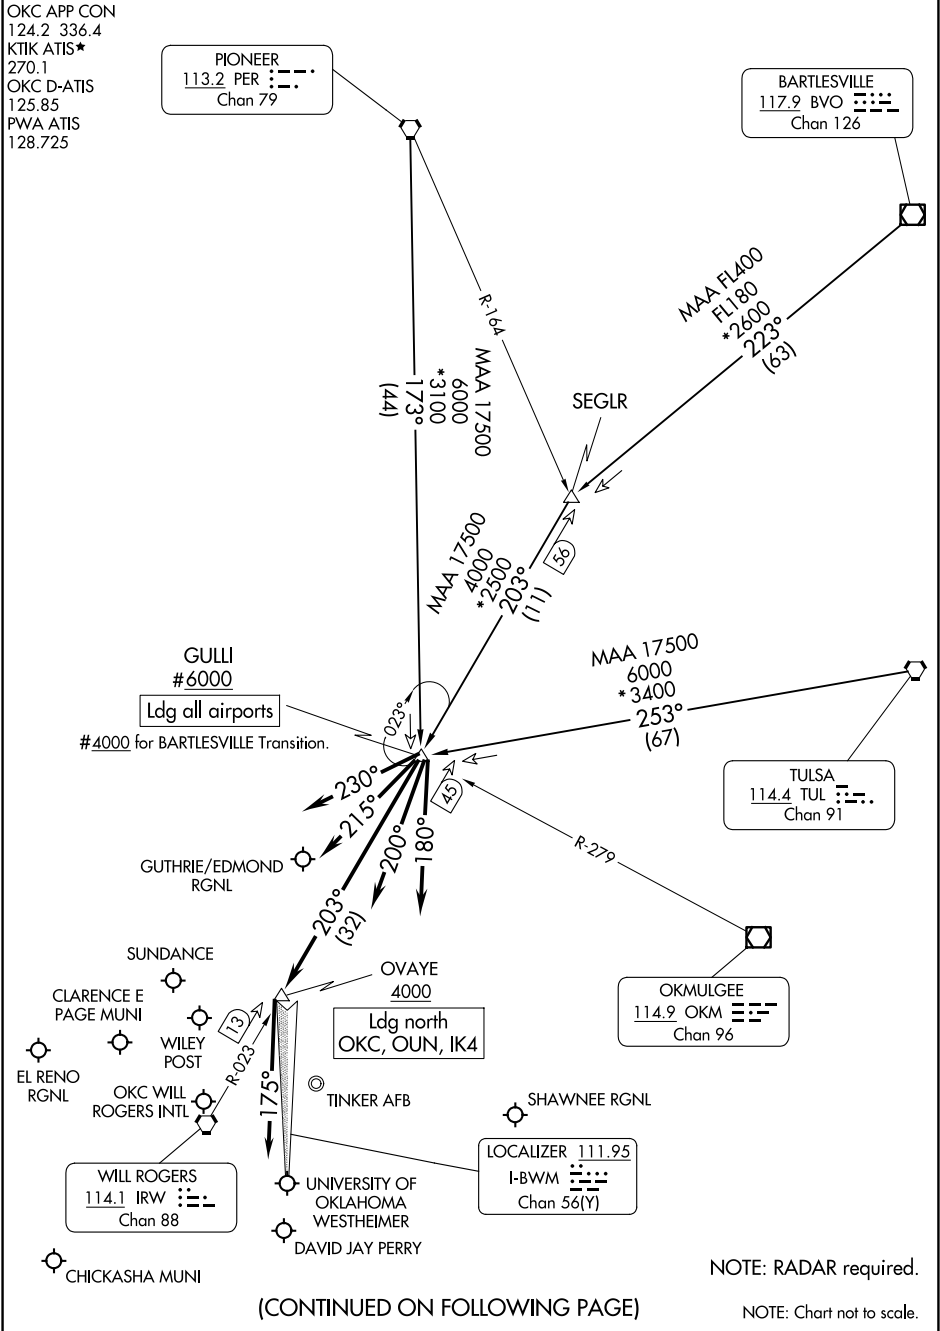 OKC APP CON
124.2 336.4
KTIK ATIS★
270.1
OKC D-ATIS
125.85
PWA ATIS
128.725
PIONEER
113.2 PER
Chan 79
BARTLESVILLE
117.9 BVO
Chan 126
R-164
MAA FL400
FL180
*2600
223°
(63)
MAA 17500
6000
*3100
173°
(44)
SEGLR
56
MAA 17500
4000
*2500
203°
(11)
GULLI
#6000
Ldg all airports
#4000 for BARTLESVILLE Transition.
023°
MAA 17500
6000
*3400
253°
(67)
TULSA
114.4 TUL
Chan 91
45
R-279
230°
215°
200°
180°
203°
(32)
GUTHRIE/EDMOND
RGNL
OKMULGEE
114.9 OKM
Chan 96
SUNDANCE
CLARENCE E
PAGE MUNI
WILEY
POST
EL RENO
RGNL
OKC WILL
ROGERS INTL
13
R-023
OVAYE
4000
Ldg north
OKC, OUN, 1K4
175°
TINKER AFB
SHAWNEE RGNL
LOCALIZER 111.95
I-BWM
Chan 56(Y)
WILL ROGERS
114.1 IRW
Chan 88
UNIVERSITY OF
OKLAHOMA
WESTHEIMER
DAVID JAY PERRY
CHICKASHA MUNI
NOTE: RADAR required.
(CONTINUED ON FOLLOWING PAGE)
NOTE: Chart not to scale.